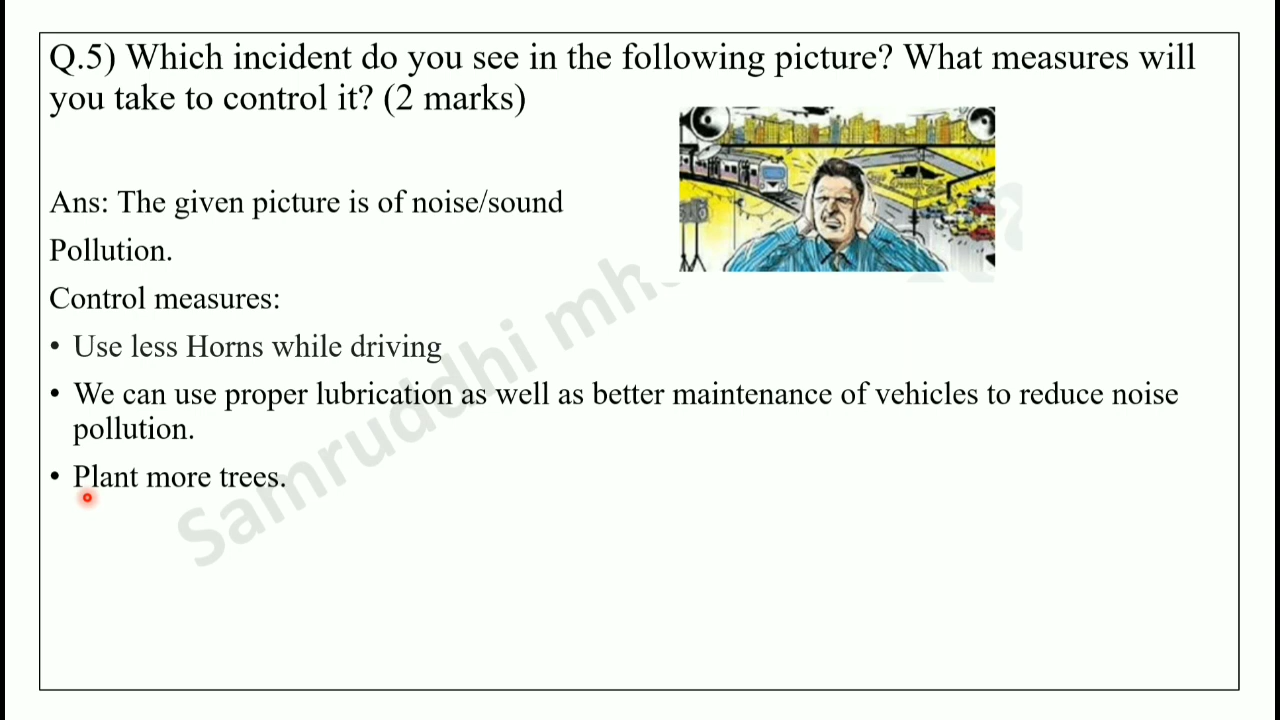 Q.5) Which incident do you see in the following picture? What measures will
you take to control it? (2 marks)
Ans: The given picture is of noise/sound
Pollution.
Control measures:
• Use less Horns while driving
• We can use proper lubrication as well as better maintenance of vehicles to reduce noise
pollution.
• Plant more trees.
Samruddhi